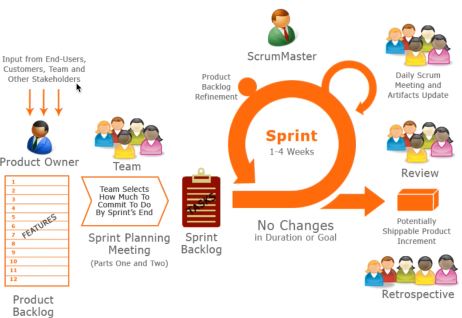 Input from End-Users,
Customers, Team and
Other Stakeholders
Product Owner
1
2
3
4
5
6
7
8
9
10
11
12
FEATURES
Product
Backlog
Team
Team Selects
How Much To
Commit To Do
By Sprint's End
Sprint Planning
Meeting
(Parts One and Two)
Sprint
Backlog
ScrumMaster
Product
Backlog
Refinement
Sprint
1-4 Weeks
No Changes
in Duration or Goal
Daily Scrum
Meeting and
Artifacts Update
Review
Potentially
Shippable Product
Increment
Retrospective